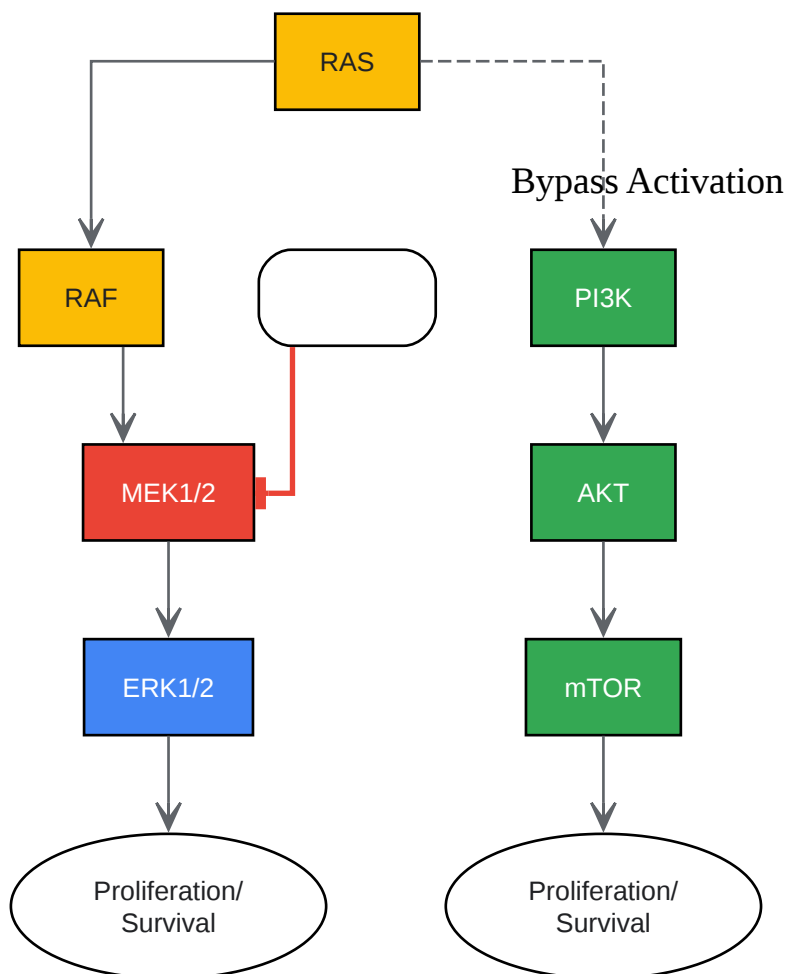 RAS
Bypass Activation
RAF
PI3K
MEK1/2
AKT
ERK1/2
mTOR
Proliferation/
Survival
Proliferation/
Survival